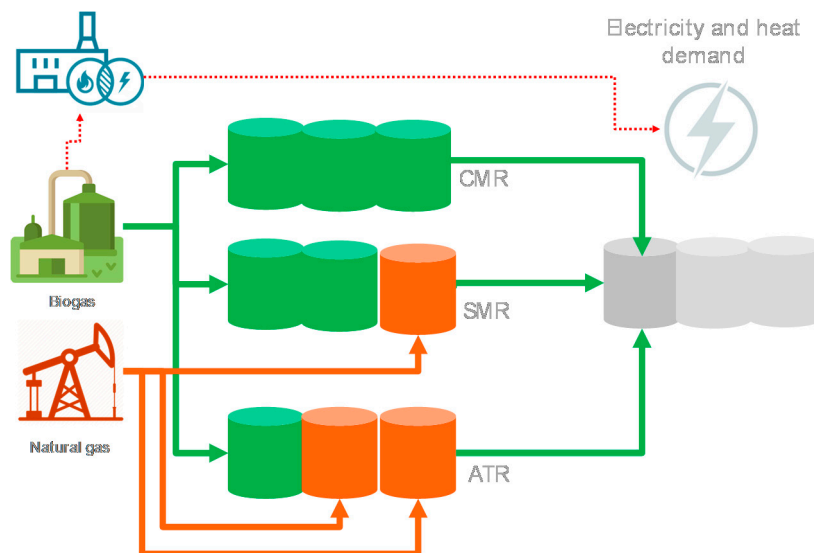 Electricity and heat
demand
CMR
Biogas
SMR
Natural gas
ATR